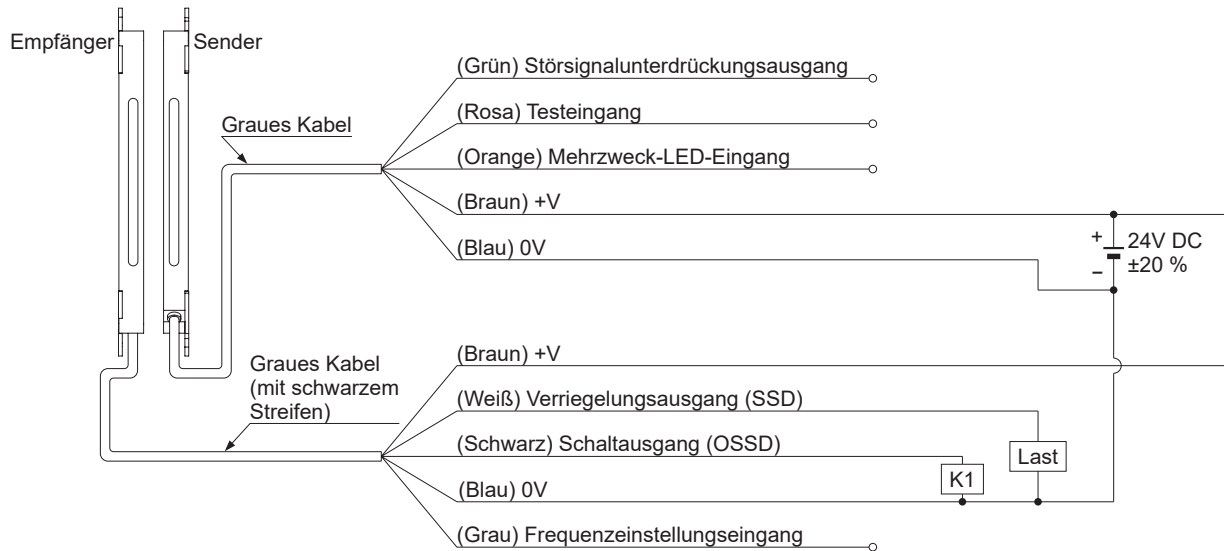 Empfänger
Sender
(Grün) Störsignalunterdrückungsausgang
Graues Kabel
(Rosa) Testeingang
(Orange) Mehrzweck-LED-Eingang
(Braun) +V
(Blau) 0V
+
24V DC
±20 %
−
Graues Kabel
(mit schwarzem
Streifen)
(Braun) +V
(Weiß) Verriegelungsausgang (SSD)
(Schwarz) Schaltausgang (OSSD)
Last
K1
(Blau) 0V
(Grau) Frequenzeinstellungseingang